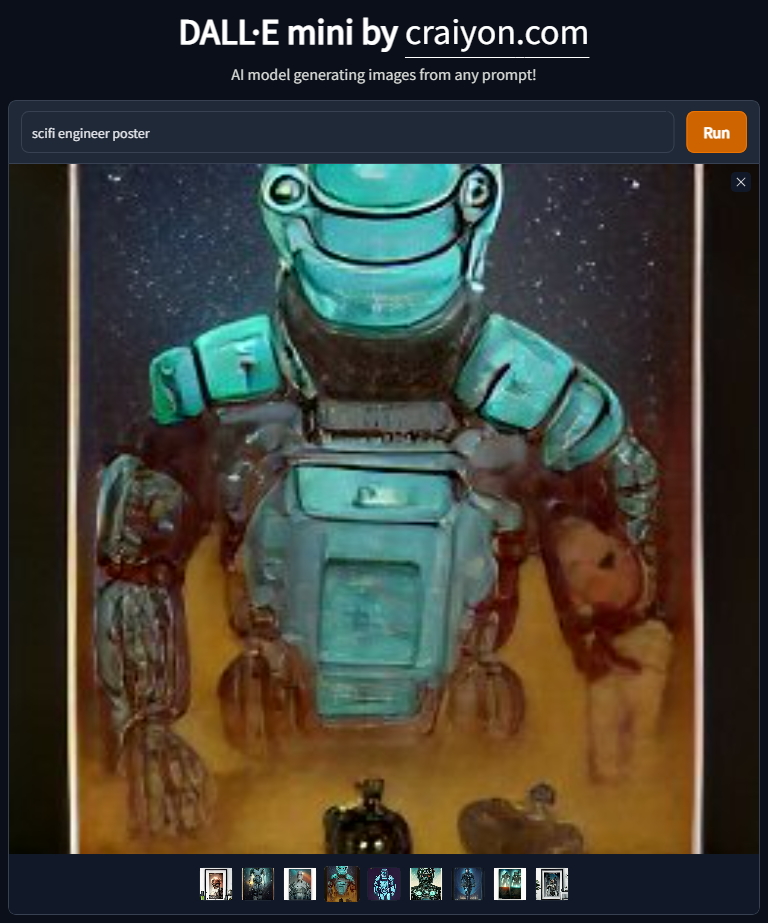 DALL·E mini by craiyon.com
AI model generating images from any prompt!
scifi engineer poster
Run